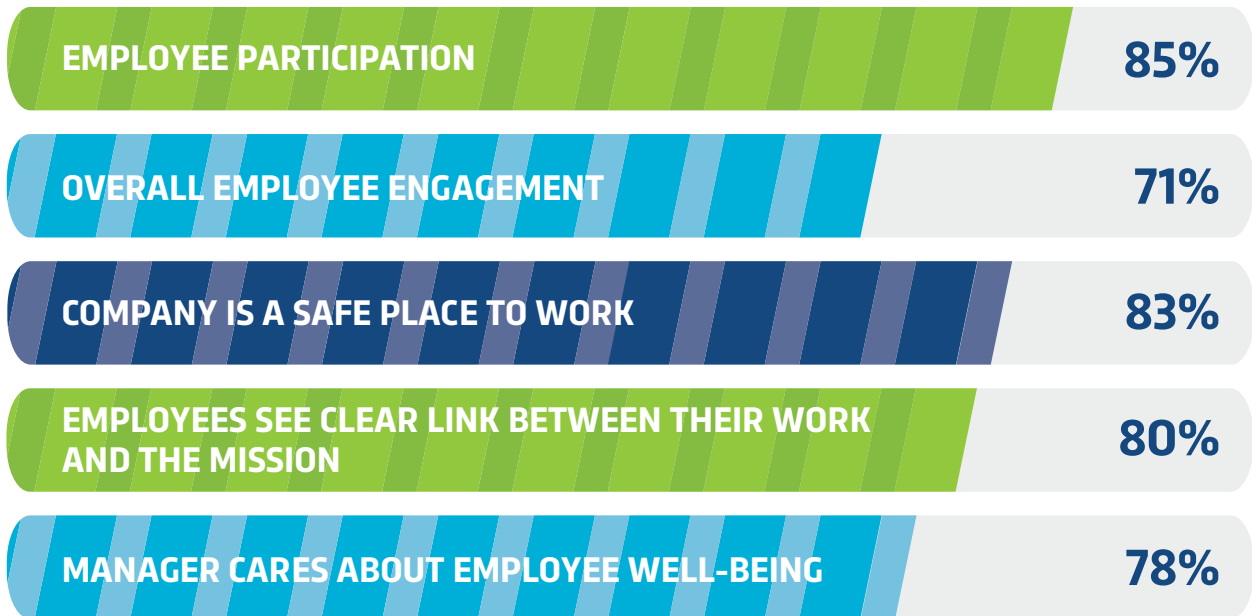 EMPLOYEE PARTICIPATION 85%
OVERALL EMPLOYEE ENGAGEMENT 71%
COMPANY IS A SAFE PLACE TO WORK 83%
EMPLOYEES SEE CLEAR LINK BETWEEN THEIR WORK
AND THE MISSION
80%
MANAGER CARES ABOUT EMPLOYEE WELL-BEING 78%